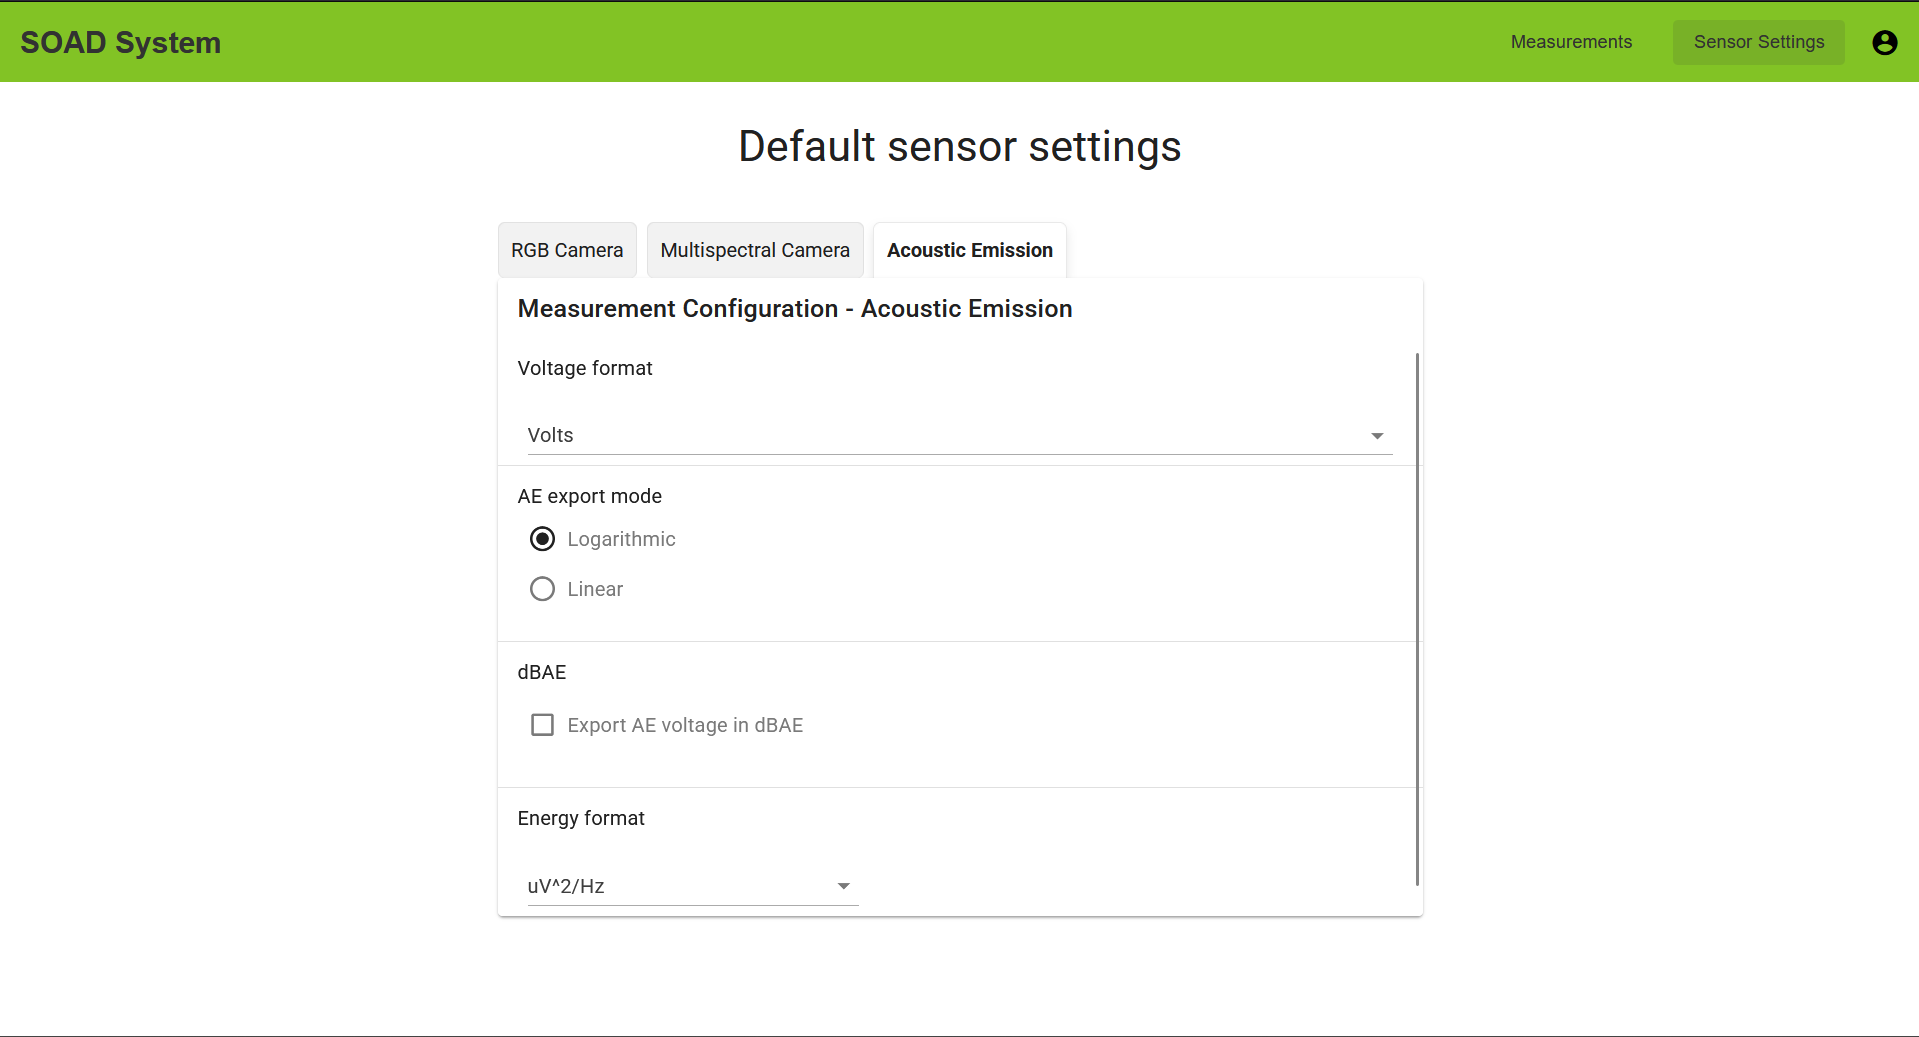 SOAD System
Measurements
Sensor Settings
Default sensor settings
RGB Camera
Multispectral Camera
Acoustic Emission
Measurement Configuration - Acoustic Emission
Voltage format
Volts
AE export mode
Logarithmic
Linear
dBAE
Export AE voltage in dBAE
Energy format
uV^2/Hz